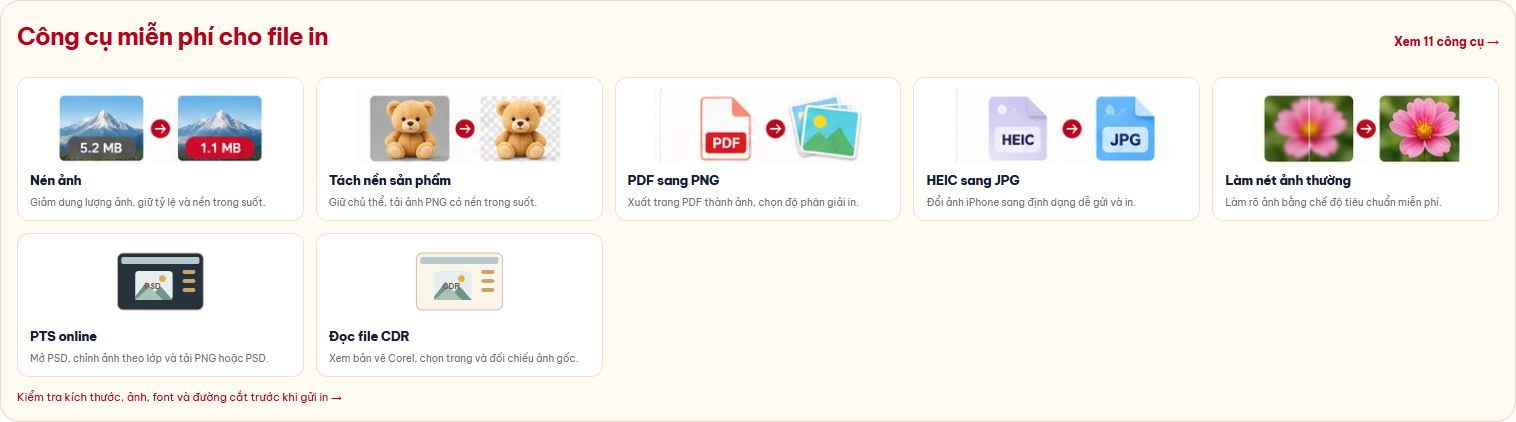 Công cụ miễn phí cho file in
Xem 11 công cụ →
5.2 MB
1.1 MB
Nén ảnh
Giảm dung lượng ảnh, giữ tỷ lệ và nền trong suốt.
Tách nền sản phẩm
Giữ chủ thể, tải ảnh PNG có nền trong suốt.
PDF
PDF sang PNG
Xuất trang PDF thành ảnh, chọn độ phân giải in.
HEIC
JPG
HEIC sang JPG
Đổi ảnh iPhone sang định dạng dễ gửi và in.
Làm nét ảnh thường
Làm rõ ảnh bằng chế độ tiêu chuẩn miễn phí.
PSD
PTS online
Mở PSD, chỉnh ảnh theo lớp và tải PNG hoặc PSD.
CDR
Đọc file CDR
Xem bản vẽ Corel, chọn trang và đối chiếu ảnh gốc.
Kiểm tra kích thước, ảnh, font và đường cắt trước khi gửi in →